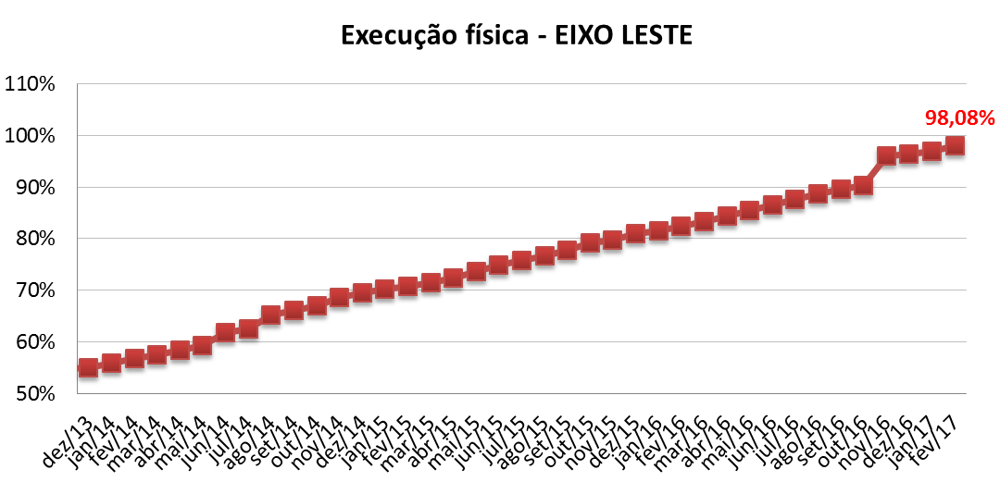 Execução física - EIXO LESTE
110%
98,08%
100%
90%
80%
70%
60%
50%
dez/13
jan/14
fev/14
mar/14
abr/14
mai/14
jun/14
jul/14
ago/14
set/14
out/14
nov/14
dez/14
jan/15
fev/15
mar/15
abr/15
mai/15
jun/15
jul/15
ago/15
set/15
out/15
nov/15
dez/15
jan/16
fev/16
mar/16
abr/16
mai/16
jun/16
jul/16
ago/16
set/16
out/16
nov/16
dez/16
jan/17
fev/17